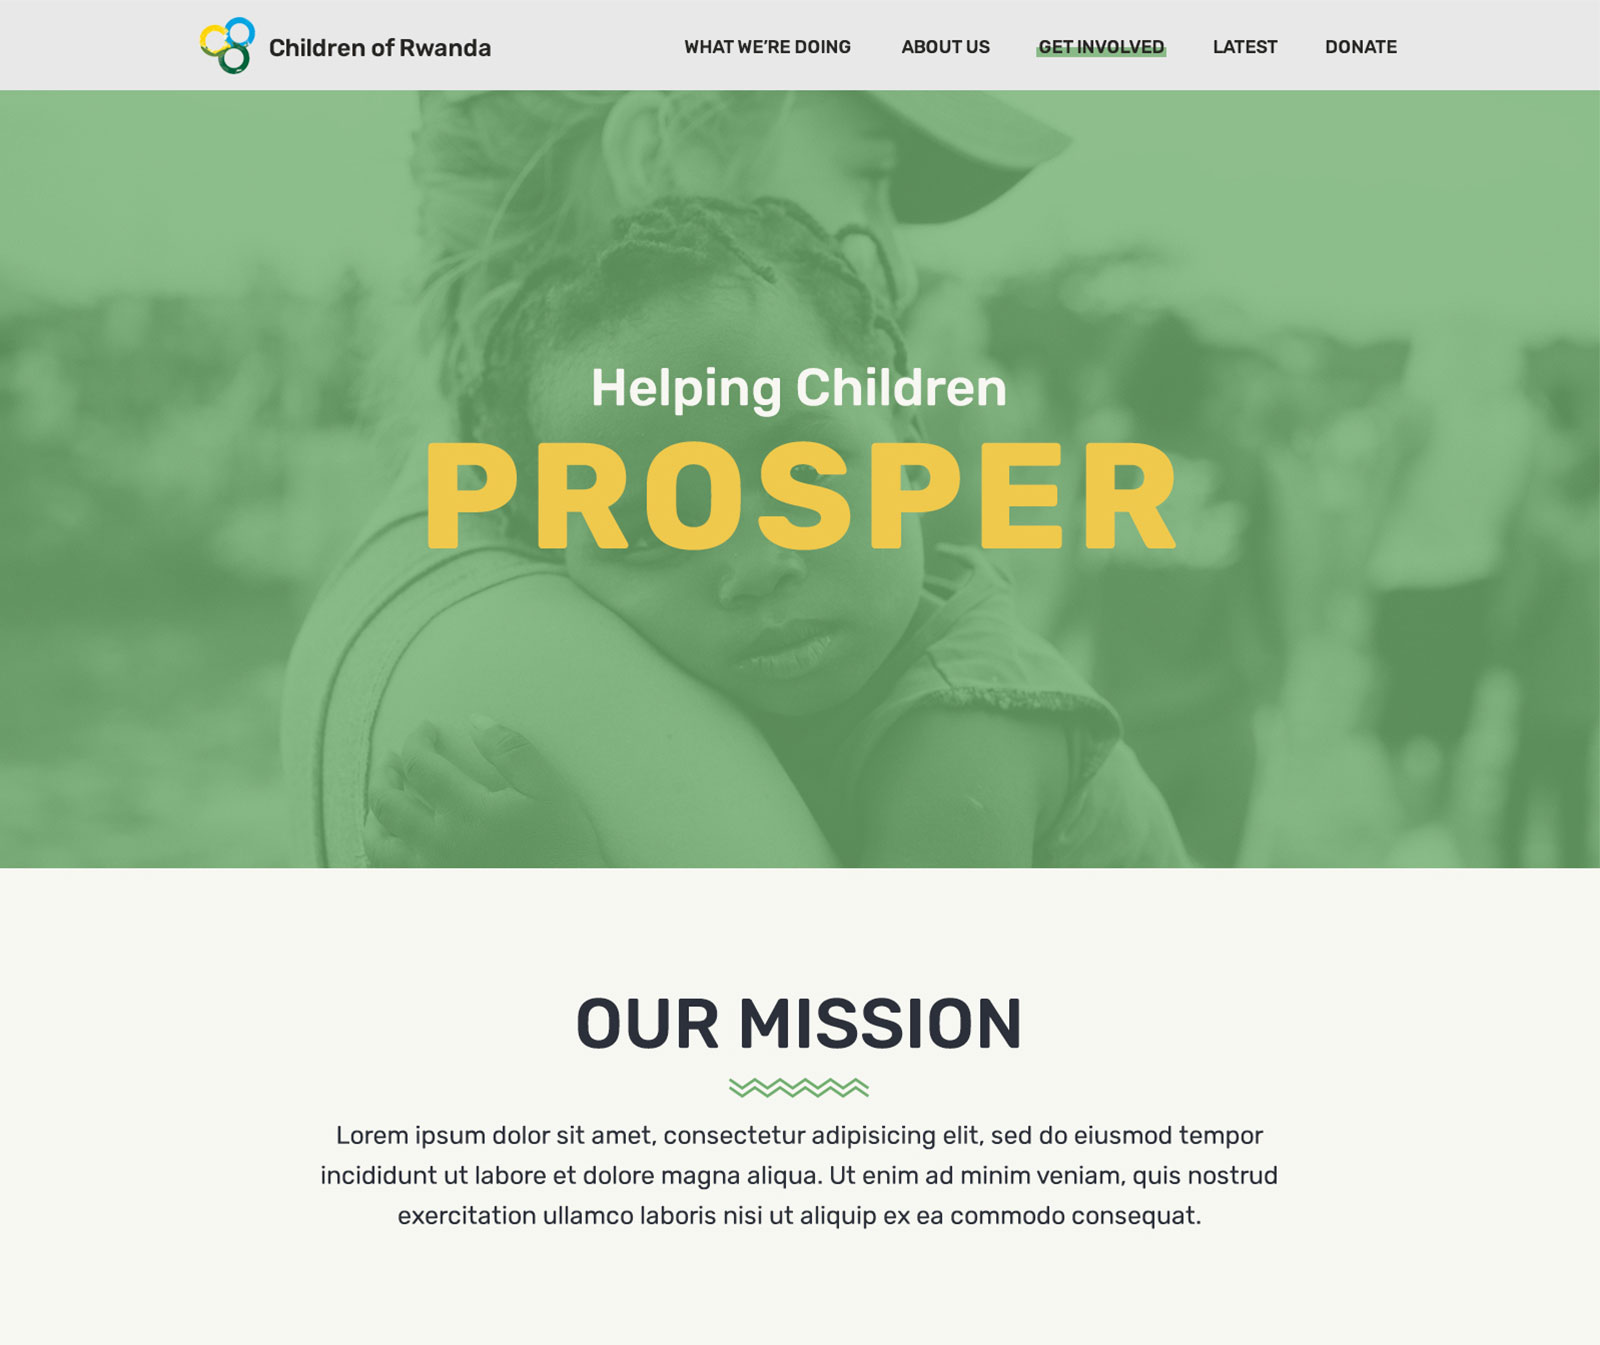 Children of Rwanda
WHAT WE’RE DOING
ABOUT US
GET INVOLVED
LATEST
DONATE
Helping Children
PROSPER
OUR MISSION
Lorem ipsum dolor sit amet, consectetur adipisicing elit, sed do eiusmod tempor
incididunt ut labore et dolore magna aliqua. Ut enim ad minim veniam, quis nostrud
exercitation ullamco laboris nisi ut aliquip ex ea commodo consequat.